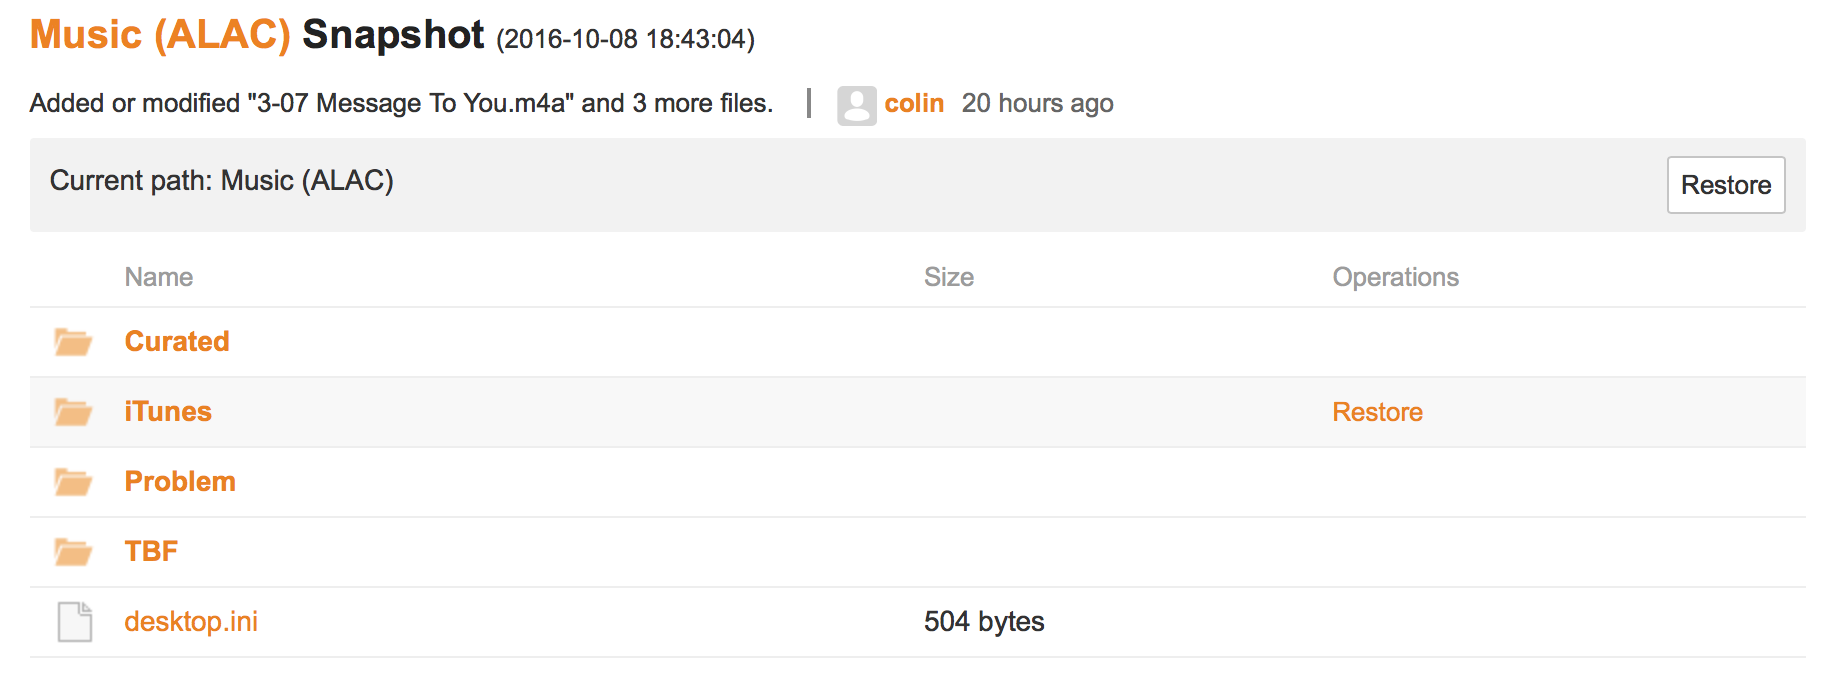 Music (ALAC) Snapshot (2016-10-08 18:43:04)
Added or modified "3-07 Message To You.m4a" and 3 more files. | colin 20 hours ago
Current path: Music (ALAC) Restore
Name Size Operations
Curated
iTunes Restore
Problem
TBF
desktop.ini 504 bytes